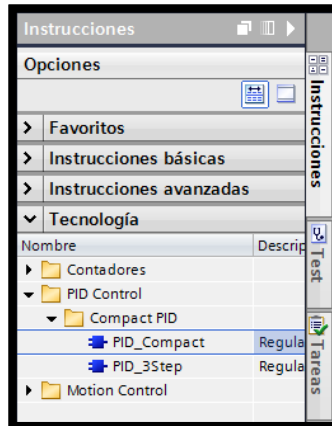 Instrucciones
Opciones
Favoritos
Instrucciones básicas
Instrucciones avanzadas
Tecnología
Nombre Descrip
Contadores
PID Control
Compact PID
PID_Compact Regula
PID_3Step Regula
Motion Control
Instrucciones
Test
Tareas